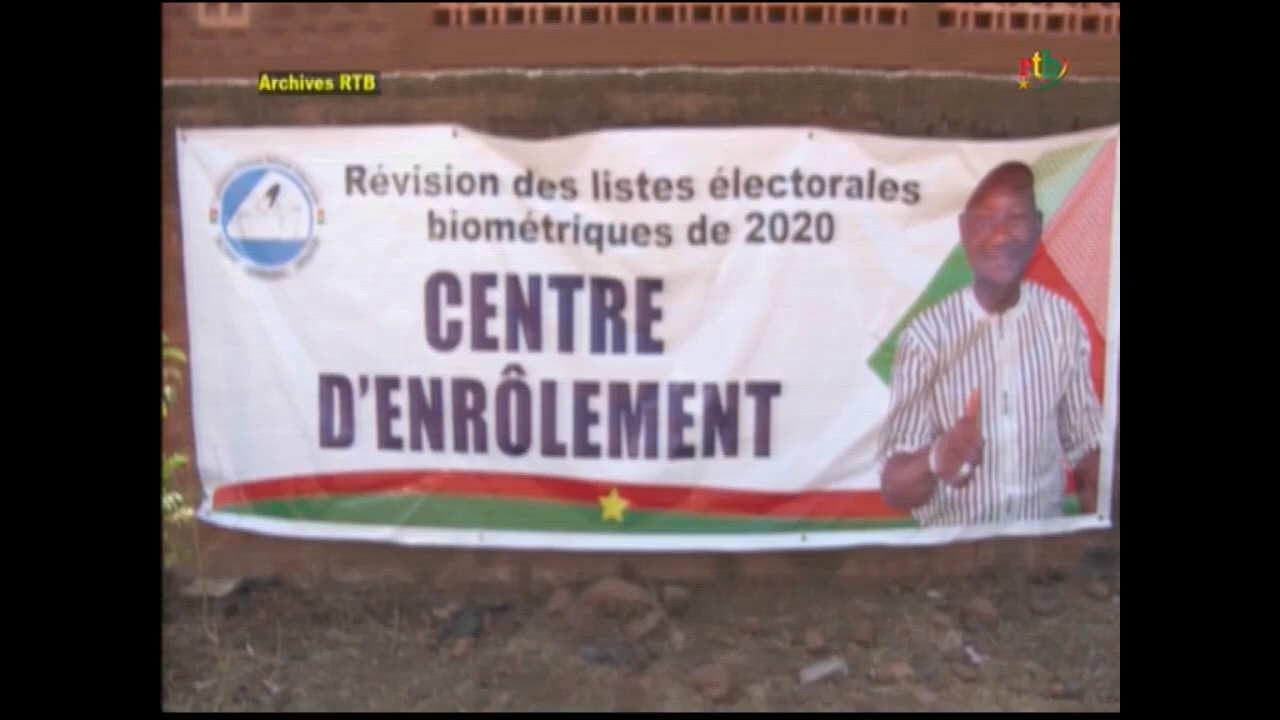 Archives RTB
rtb
Révision des listes électorales
biométriques de 2020
CENTRE
D'ENRÔLEMENT